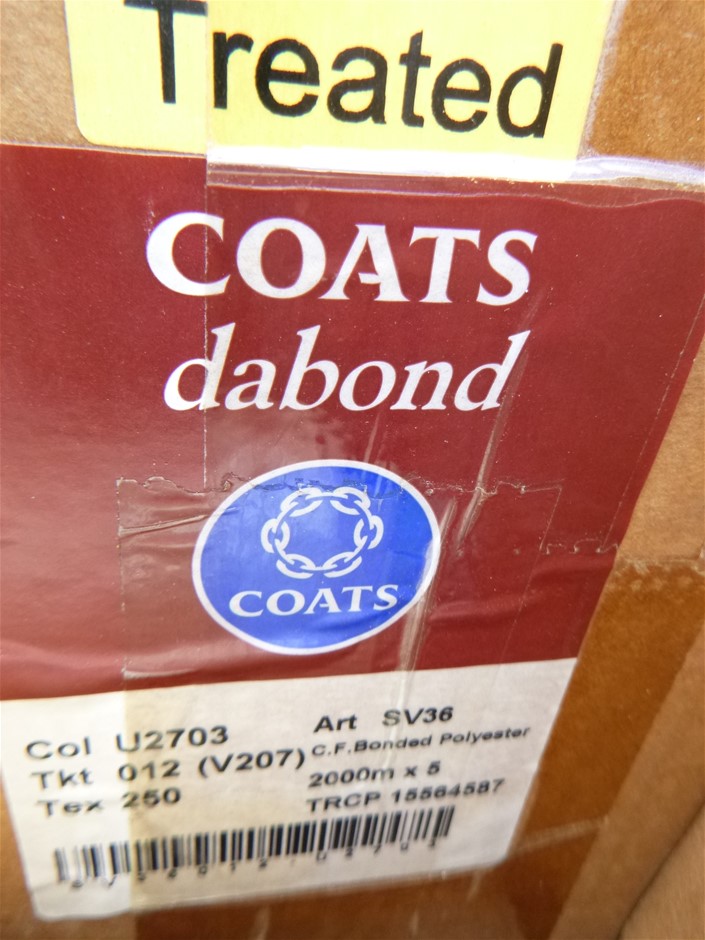 Treated
COATS
dabond
COATS
Col U2703
Tkt 012 (V207)
Tex 250
Art SV36
C.F.Bonded Polyester
2000m x 5
TRCP 15564587